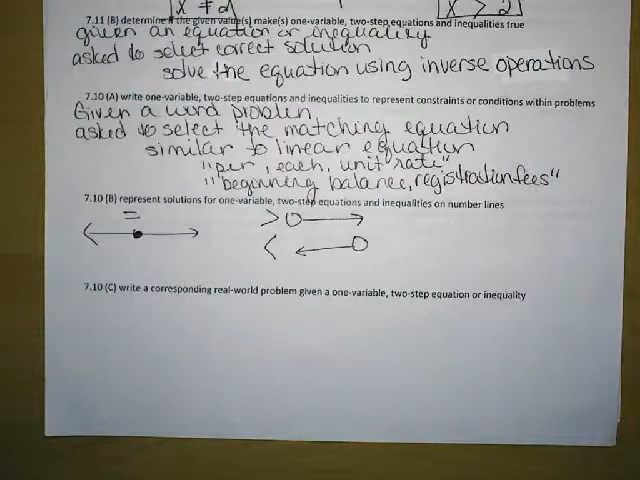 x ≠ 2
x > 2
7.11 (B) determine if the given value(s) make(s) one-variable, two-step equations and inequalities true
given an equation or inequality
asked to select correct solution
solve the equation using inverse operations
7.10 (A) write one-variable, two-step equations and inequalities to represent constraints or conditions within problems
Given a word problem
asked to select the matching equation
similar to linear equation
"per, each, unit rate"
"beginning balance, registration fees"
7.10 (B) represent solutions for one-variable, two-step equations and inequalities on number lines
= >
<
7.10 (C) write a corresponding real-world problem given a one-variable, two-step equation or inequality